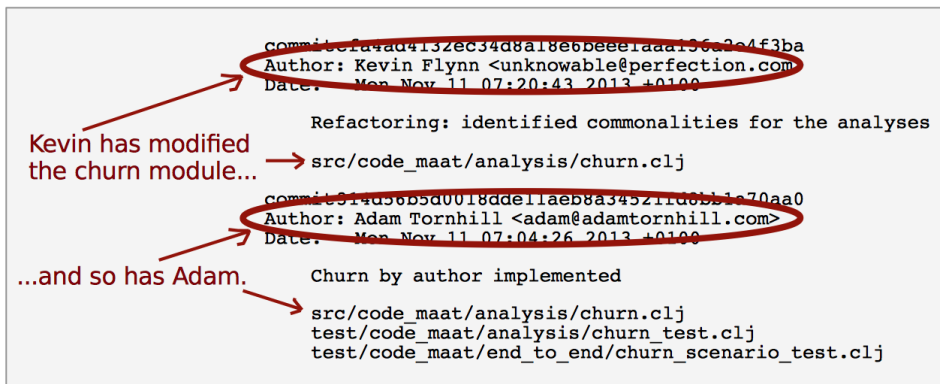 Author: Kevin Flynn <unknowable@perfection.com
Date: Mon Nov 11 07:20:43 2013 +0100
Refactoring: identified commonalities for the analyses
Kevin has modified
the churn module...
src/code_maat/analysis/churn.clj
Author: Adam Tornhill <adam@adamtornhill.com>
Date: Mon Nov 11 07:04:26 2013 +0100
...and so has Adam.
Churn by author implemented
src/code_maat/analysis/churn.clj
test/code_maat/analysis/churn_test.clj
test/code_maat/end_to_end/churn_scenario_test.clj